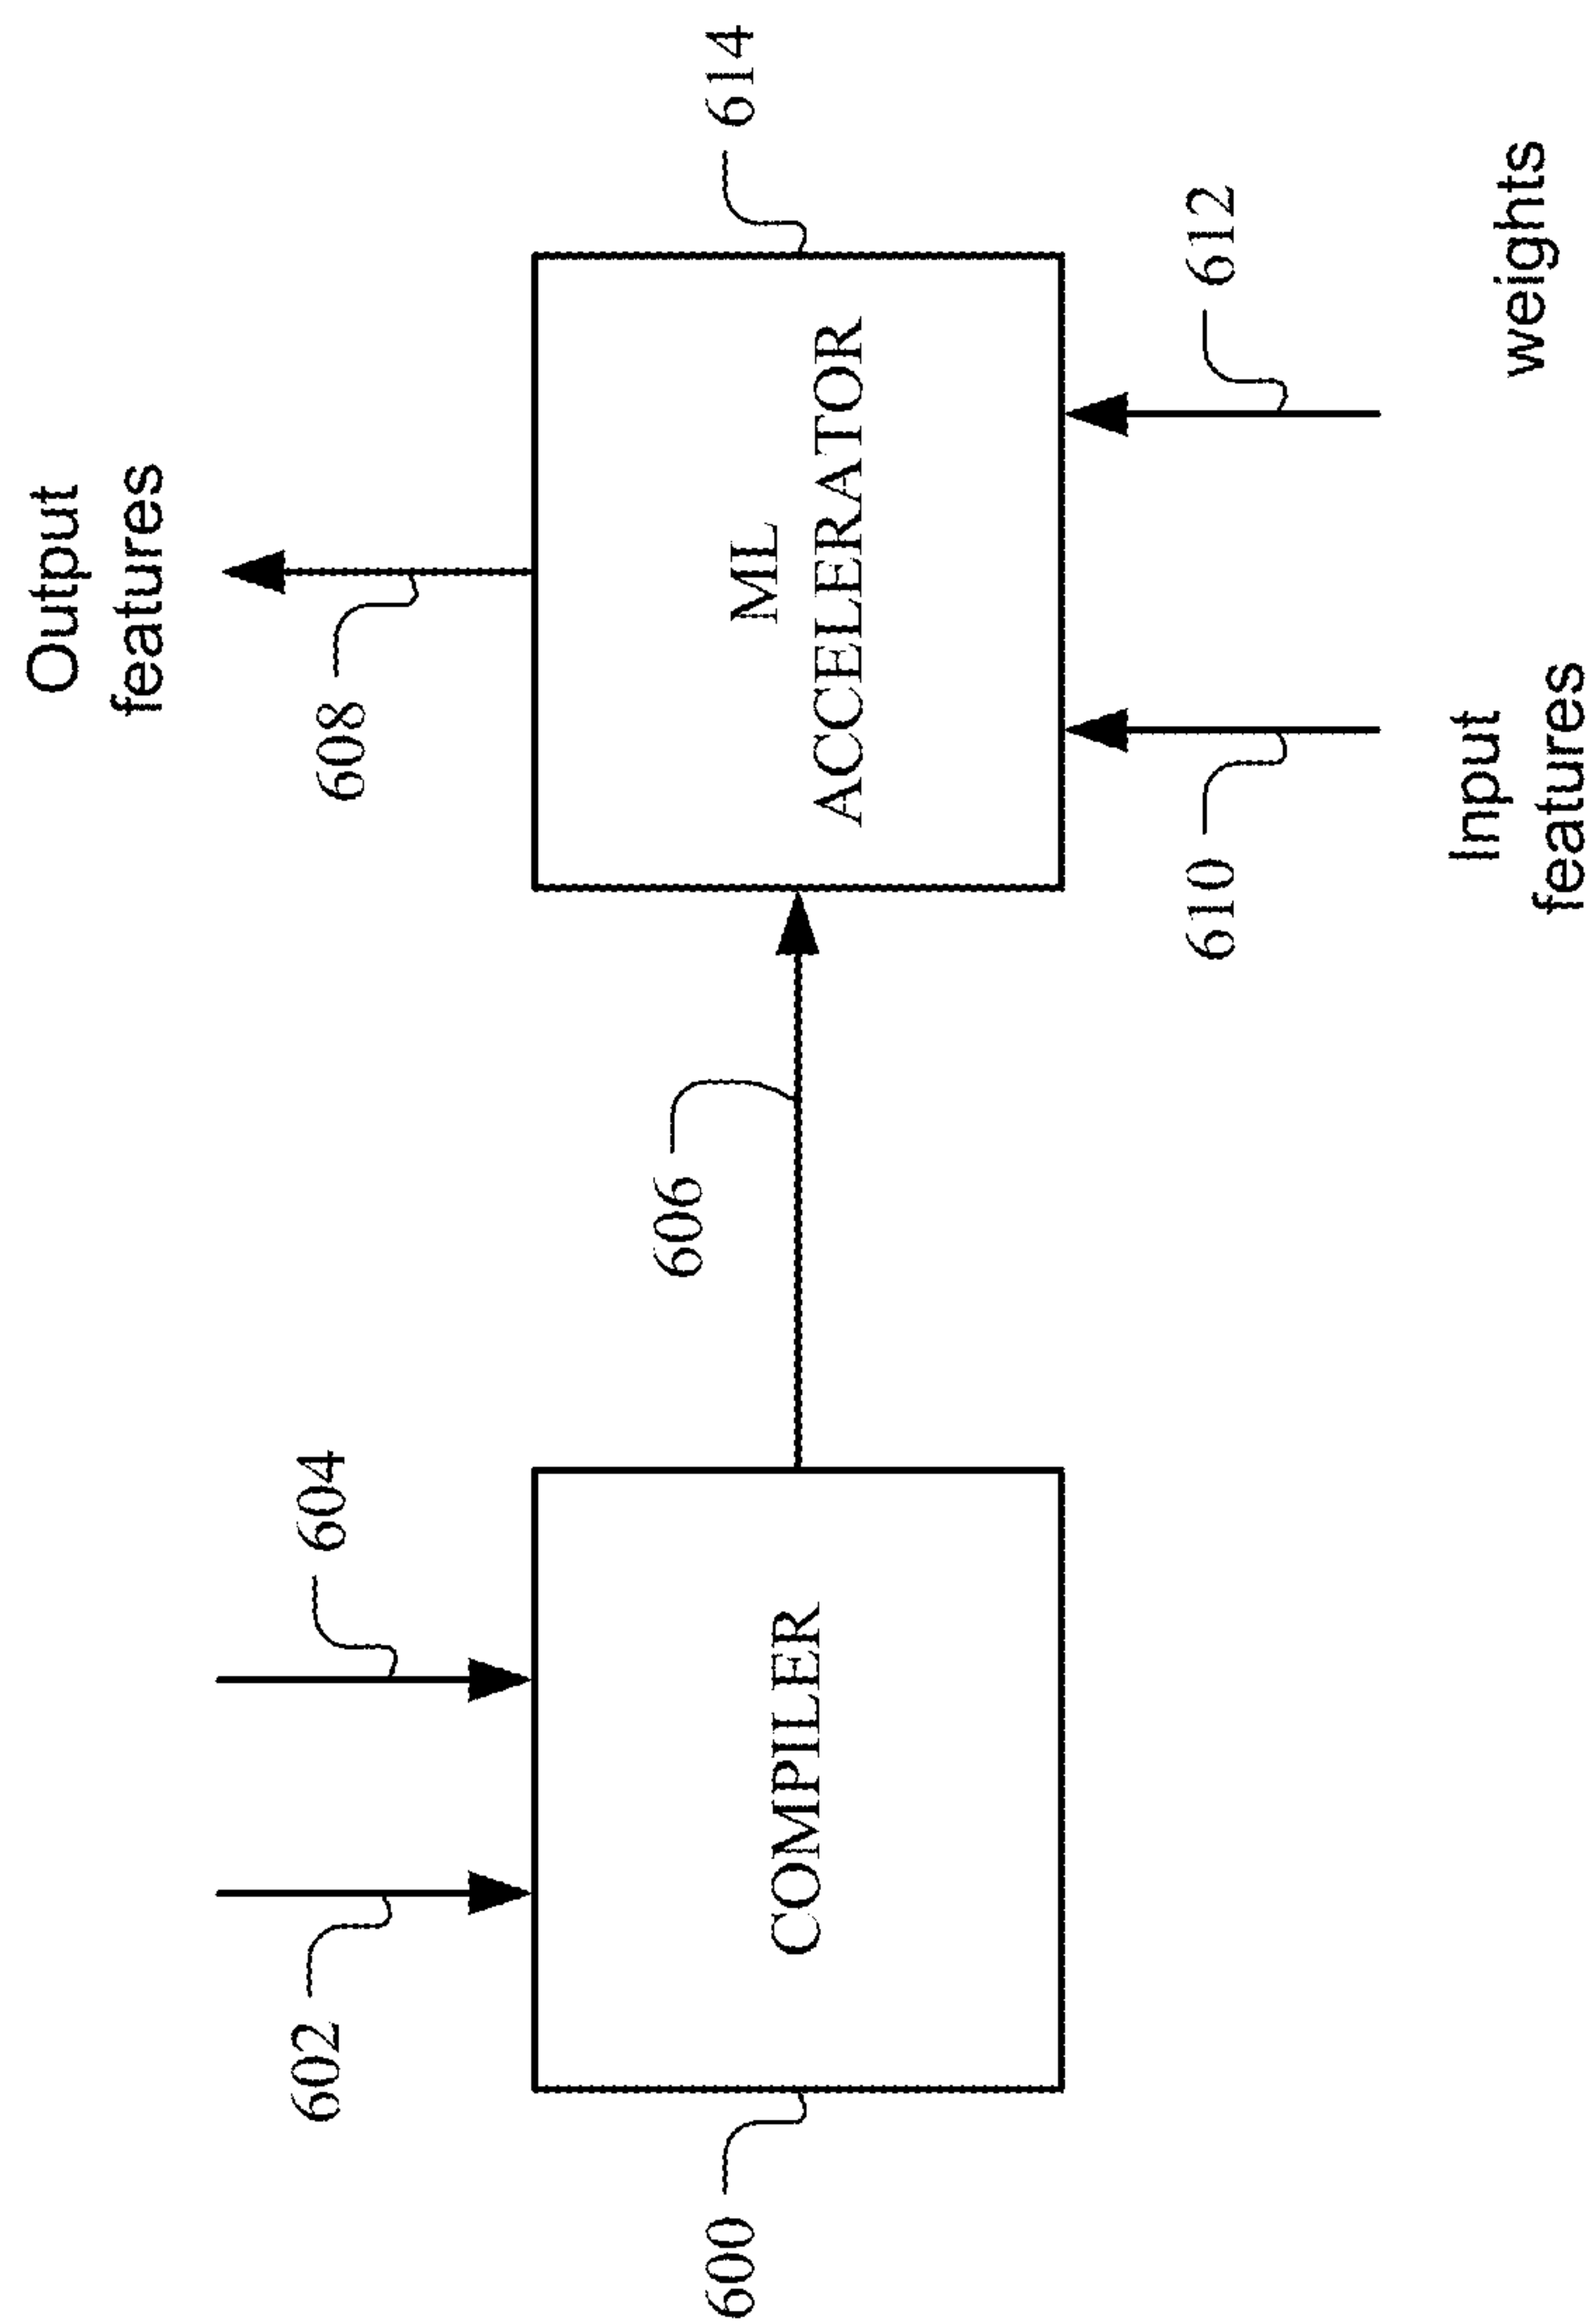 Output
features
602
604
608
606
600
614
COMPILER
ML
ACCELERATOR
610
612
Input
features
weights